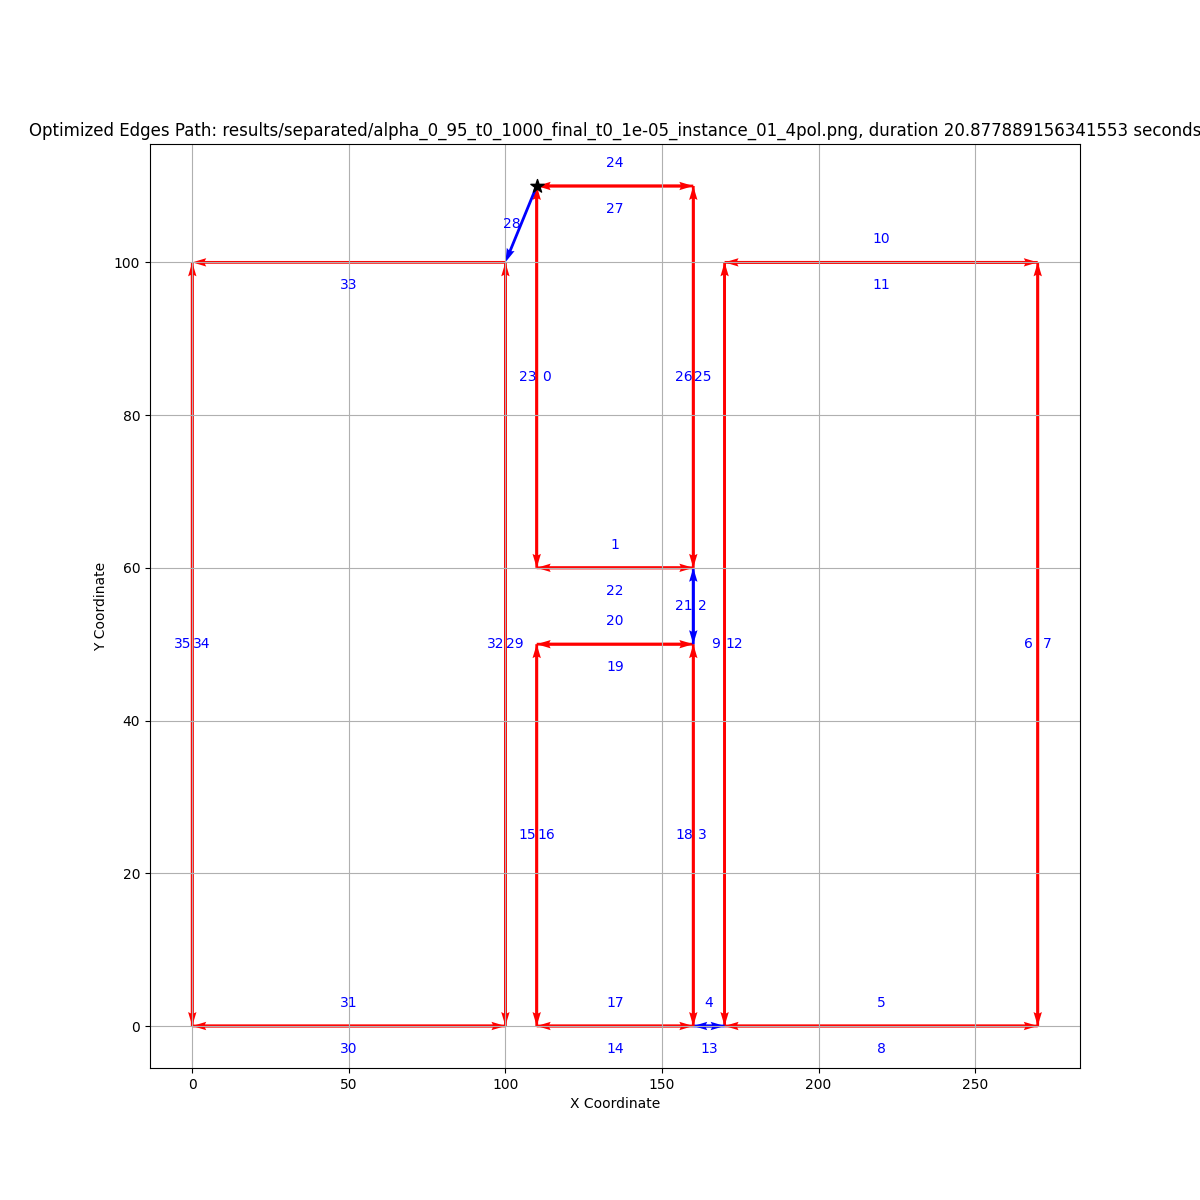 Optimized Edges Path: results/separated/alpha_0_95_t0_1000_final_t0_1e-05_instance_01_4pol.png, duration 20.877889156341553 seconds
24
27
28
10
100
33
11
23 0 26 25
80
1
60
22
21 2
20
Y Coordinate
35 34 32 29 9 12 6 7
19
40
15 16 18 3
20
31 17 4 5
0
30 14 13 8
0 50 100 150 200 250
X Coordinate